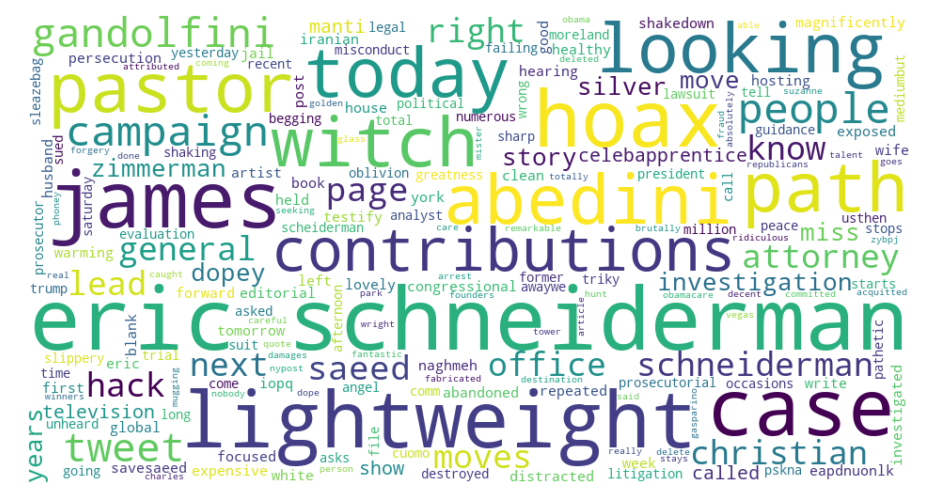 gandolfini
manti
legal
obama
able
shakedown
magnificently
persecution
yesterday
jail
iranian
misconduct
right
failing
good
moreland
healthy
coming
deleted
looking
sleazebag
attributed
recent
pastor
today
post
hearing
silver
move
hosting
mediumbut
golden
house
political
wrong
hoax
lawsuit
tell
suzanne
people
campaign
begging
total
numerous
witch
mister
sharp
story
celebapprentice
fraud
absolutely
know
guidance
exposed
forgery
done
shaking
glass
sued
zimmerman
artist
oblivion
greatness
clean
president
republicans
talent
wife
phoney
husband
saturday
james
book
page
york
totally
call
goes
held
testify
analyst
abedini
path
seeking
scheiderman
care
remarkable
brutally
million
peace
miss
usthen
stops
zybpj
prosecutor
evaluation
warming
general
contributions
ridiculous
attorney
trump
real
caught
lead
dopey
left
lovely
congressional
arrest
former
awaywe
triky
investigation
obamacare
decent
committed
starts
acquitted
forward
editorial
afternoon
park
founders
hunt
asked
eric schneiderman
tomorrow
careful
quote
wright
article
tower
vegas
blank
suit
slippery
trial
eric
damages
nypost
fantastic
next
saeed
office
schneiderman
pathetic
time
mugging
fabricated
destination
naghmeh
first
winners
hack
nobody
dope
come
iopq
angel
abandoned
comm
repeated
prosecutorial
occasions
write
said
gasparino
television
unheard
global
long
lightweight
case
investigated
years
tweet
file
cuomo
moves
really
delete
stays
christian
going
savesaeed
charles
expensive
focused
white
asks
person
show
destroyed
distracted
week
litigation
called
pskna
eapdnuonlk